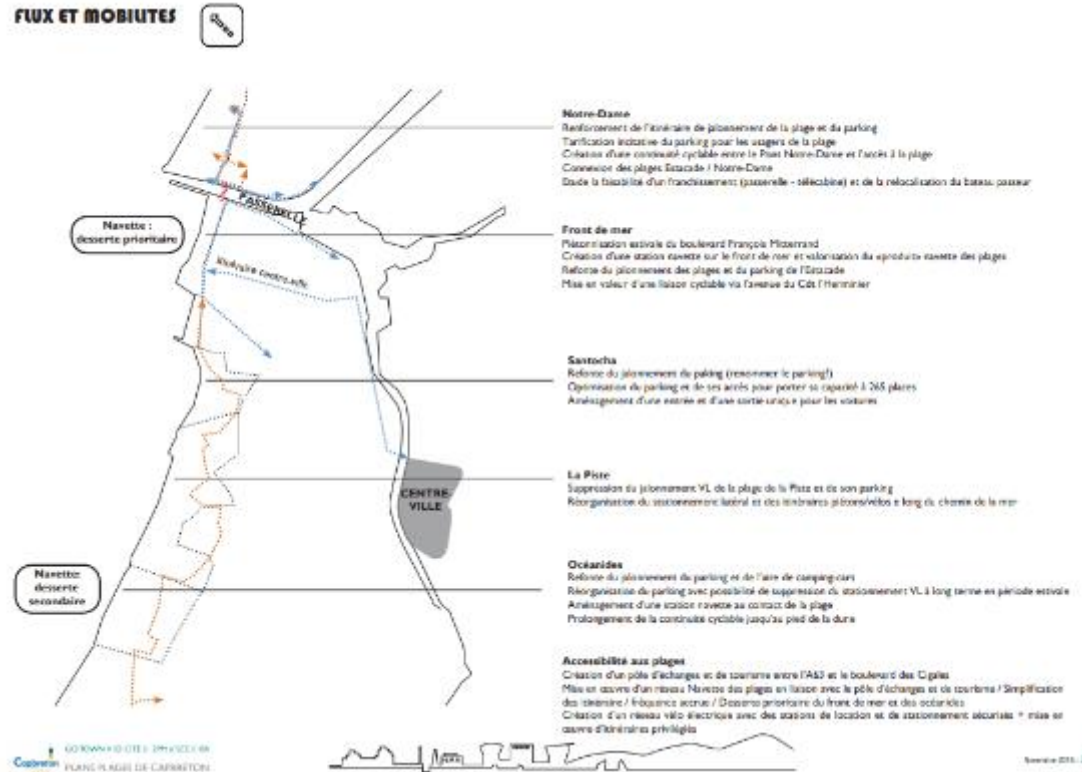 FLUX ET MOBILITES
Notre-Dame
Renforcement de l'itinéraire de jalonnement de la plage et du parking
Tarification incitative du parking pour les usagers de la plage
Création d'une continuité cyclable entre le Pont Notre-Dame et l'accès à la plage
Connexion des plages Estacade / Notre-Dame
Etude la faisabilité d'un franchissement (passerelle - télécabine) et de la relocalisation du bateau passeur
PASSERELLE
Navette :
desserte prioritaire
Front de mer
Piétonnisation estivale du boulevard François Mitterrand
Création d'une station navette sur le front de mer et valorisation du «produit» navette des plages
Refonte du jalonnement des plages et du parking de l'Estacade
Mise en valeur d'une liaison cyclable via l'avenue du Cdt l'Herminier
Itinéraire centre-ville
Santocha
Refonte du jalonnement du paking (renommer le parking?)
Optimisation du parking et de ses accès pour porter sa capacité à 265 places
Aménagement d'une entrée et d'une sortie unique pour les voitures
La Piste
Suppression du jalonnement VL de la plage de la Piste et de son parking
Réorganisation du stationnement latéral et des itinéraires piétons/vélos e long du chemin de la mer
CENTRE
VILLE
Navette:
desserte
secondaire
Océanides
Refonte du jalonnement du parking et de l'aire de camping-cars
Réorganisation du parking avec possibilité de suppression du stationnement VL à long terme en période estivale
Aménagement d'une station navette au contact de la plage
Prolongement de la continuité cyclable jusqu'au pied de la dune
Accessibilité aux plages
Création d'un pôle d'échanges et de tourisme entre l'A63 et le boulevard des Cigales
Mise en œuvre d'un réseau Navette des plages en liaison avec le pôle d'échanges et de tourisme / Simplification
des itinéraire / fréquence accrue / Desserte prioritaire du front de mer et des océanides
Création d'un réseau vélo électrique avec des stations de location et de stationnement sécurisés + mise en
œuvre d'itinéraires privilégiés
Capbreton
PLANS PLAGES DE CAPBRETON